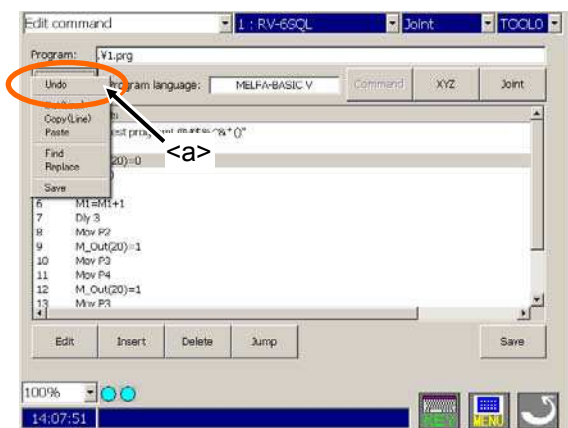 Edit command 1 : RV-6SQL Joint TOOL0
Program: .¥1.prg
Undo
Program language: MELFA-BASIC V
Command XYZ Joint
Copy(Line)
Paste
Find
Replace
Save
<a>
20)=0
6 M1=M1+1
7 Dly 3
8 Mov P2
9 M_Out(20)=1
10 Mov P3
11 Mov P4
12 M_Out(20)=1
13 Mov P3
Edit Insert Delete Jump Save
100%
KEY MENU
14:07:51